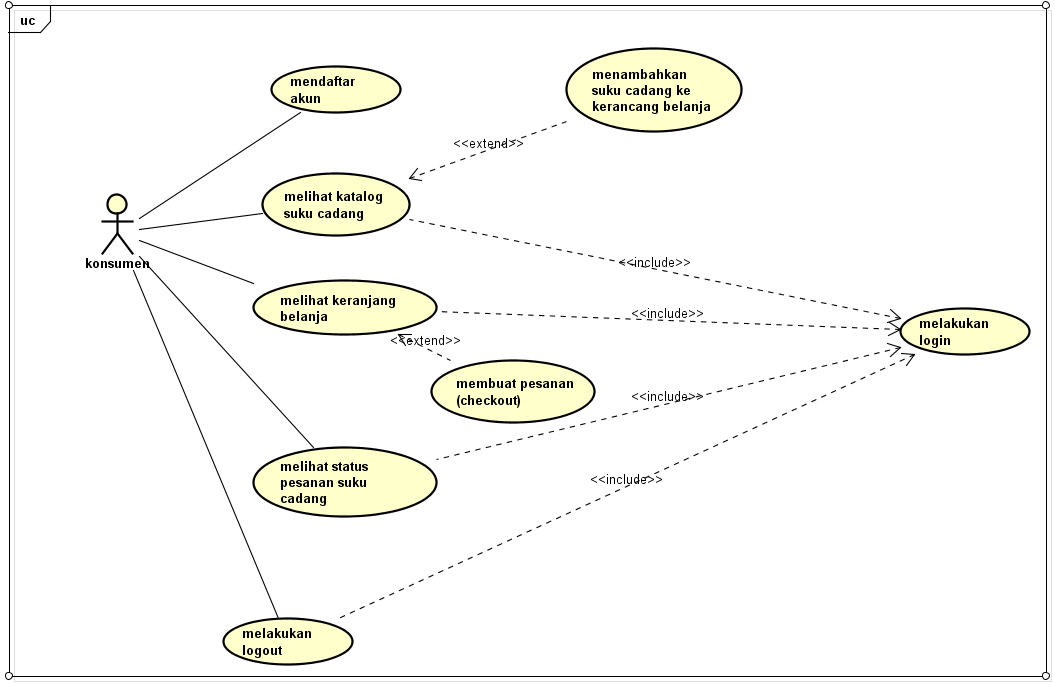 uc
mendaftar
akun
menambahkan
suku cadang ke
kerancang belanja
<<extend>>
melihat katalog
suku cadang
konsumen
<<include>>
melihat keranjang
belanja
<<include>>
melakukan
login
<<extend>>
membuat pesanan
(checkout)
<<include>>
melihat status
pesanan suku
cadang
<<include>>
melakukan
logout